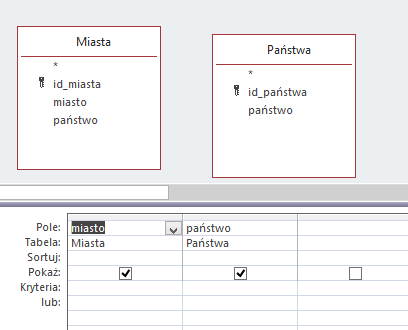 Miasta
*
id_miasta
miasto
państwo
Państwa
*
id_państwa
państwo
Pole: miasto państwo
Tabela: Miasta Państwa
Sortuj:
Pokaż:
Kryteria:
lub: